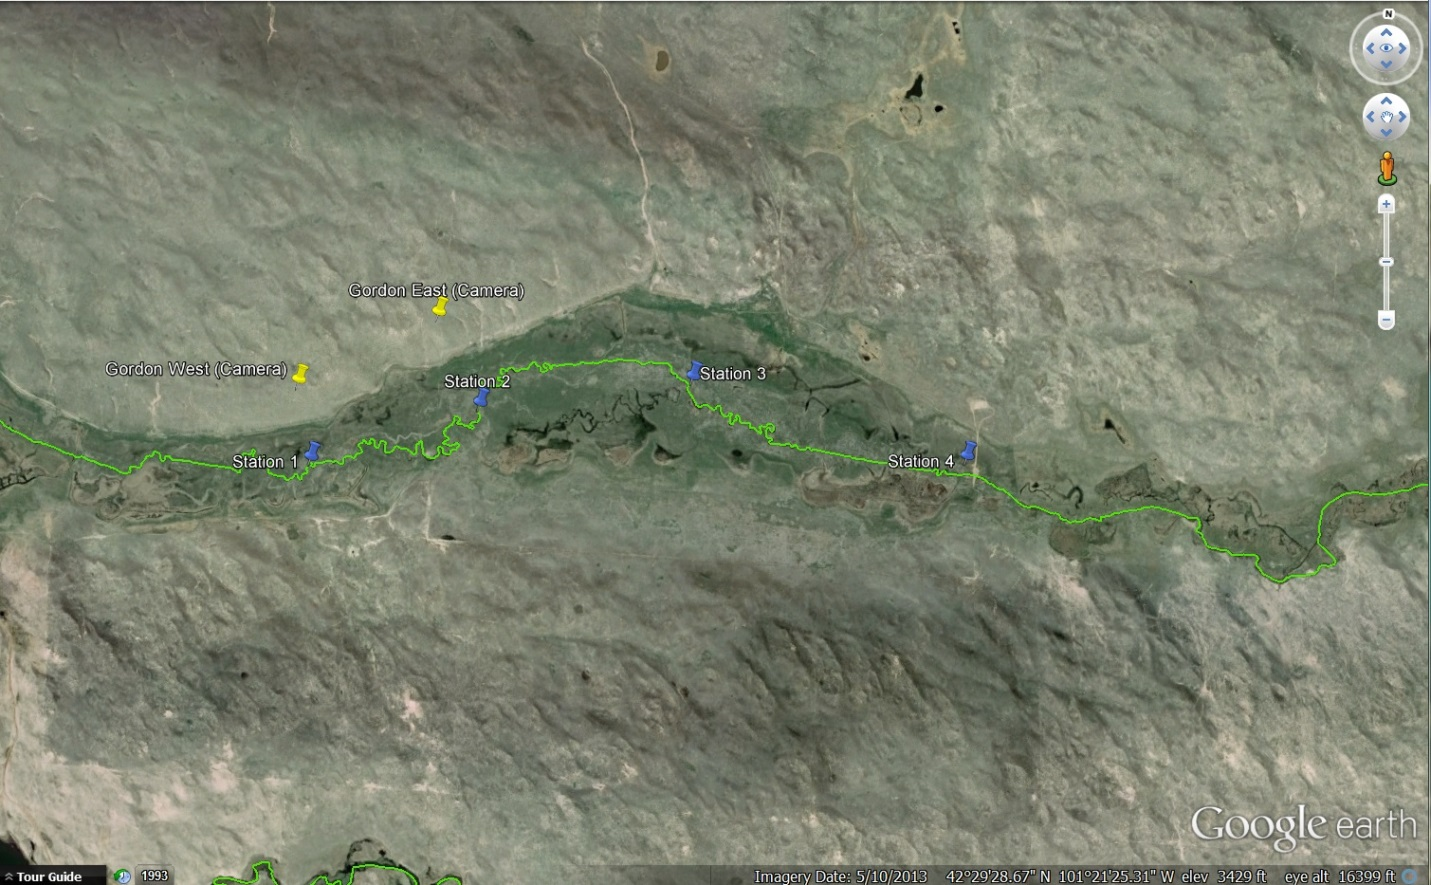 N
Gordon East (Camera)
Gordon West (Camera)
Station 3
Station 2
Station 1
Station 4
Google earth
Tour Guide
1993
Imagery Date: 5/10/2013 42°29'28.67" N 101°21'25.31" W elev 3429 ft eye alt 16399 ft